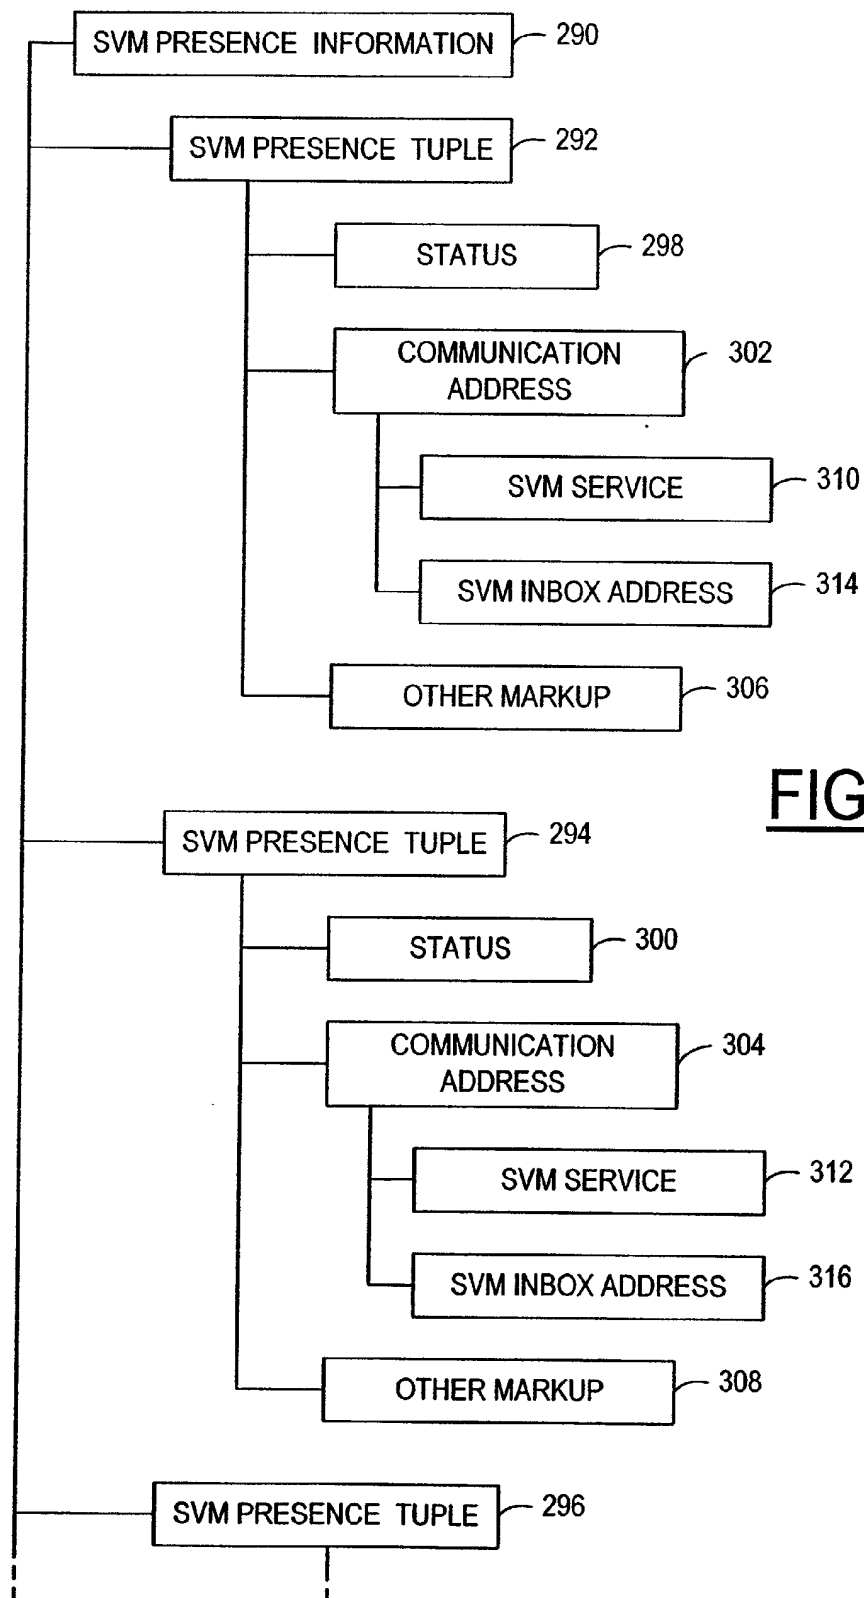 SVM PRESENCE INFORMATION 290
SVM PRESENCE TUPLE 292
STATUS 298
COMMUNICATION
ADDRESS 302
SVM SERVICE 310
SVM INBOX ADDRESS 314
OTHER MARKUP 306
FIG
SVM PRESENCE TUPLE 294
STATUS 300
COMMUNICATION
ADDRESS 304
SVM SERVICE 312
SVM INBOX ADDRESS 316
OTHER MARKUP 308
SVM PRESENCE TUPLE 296